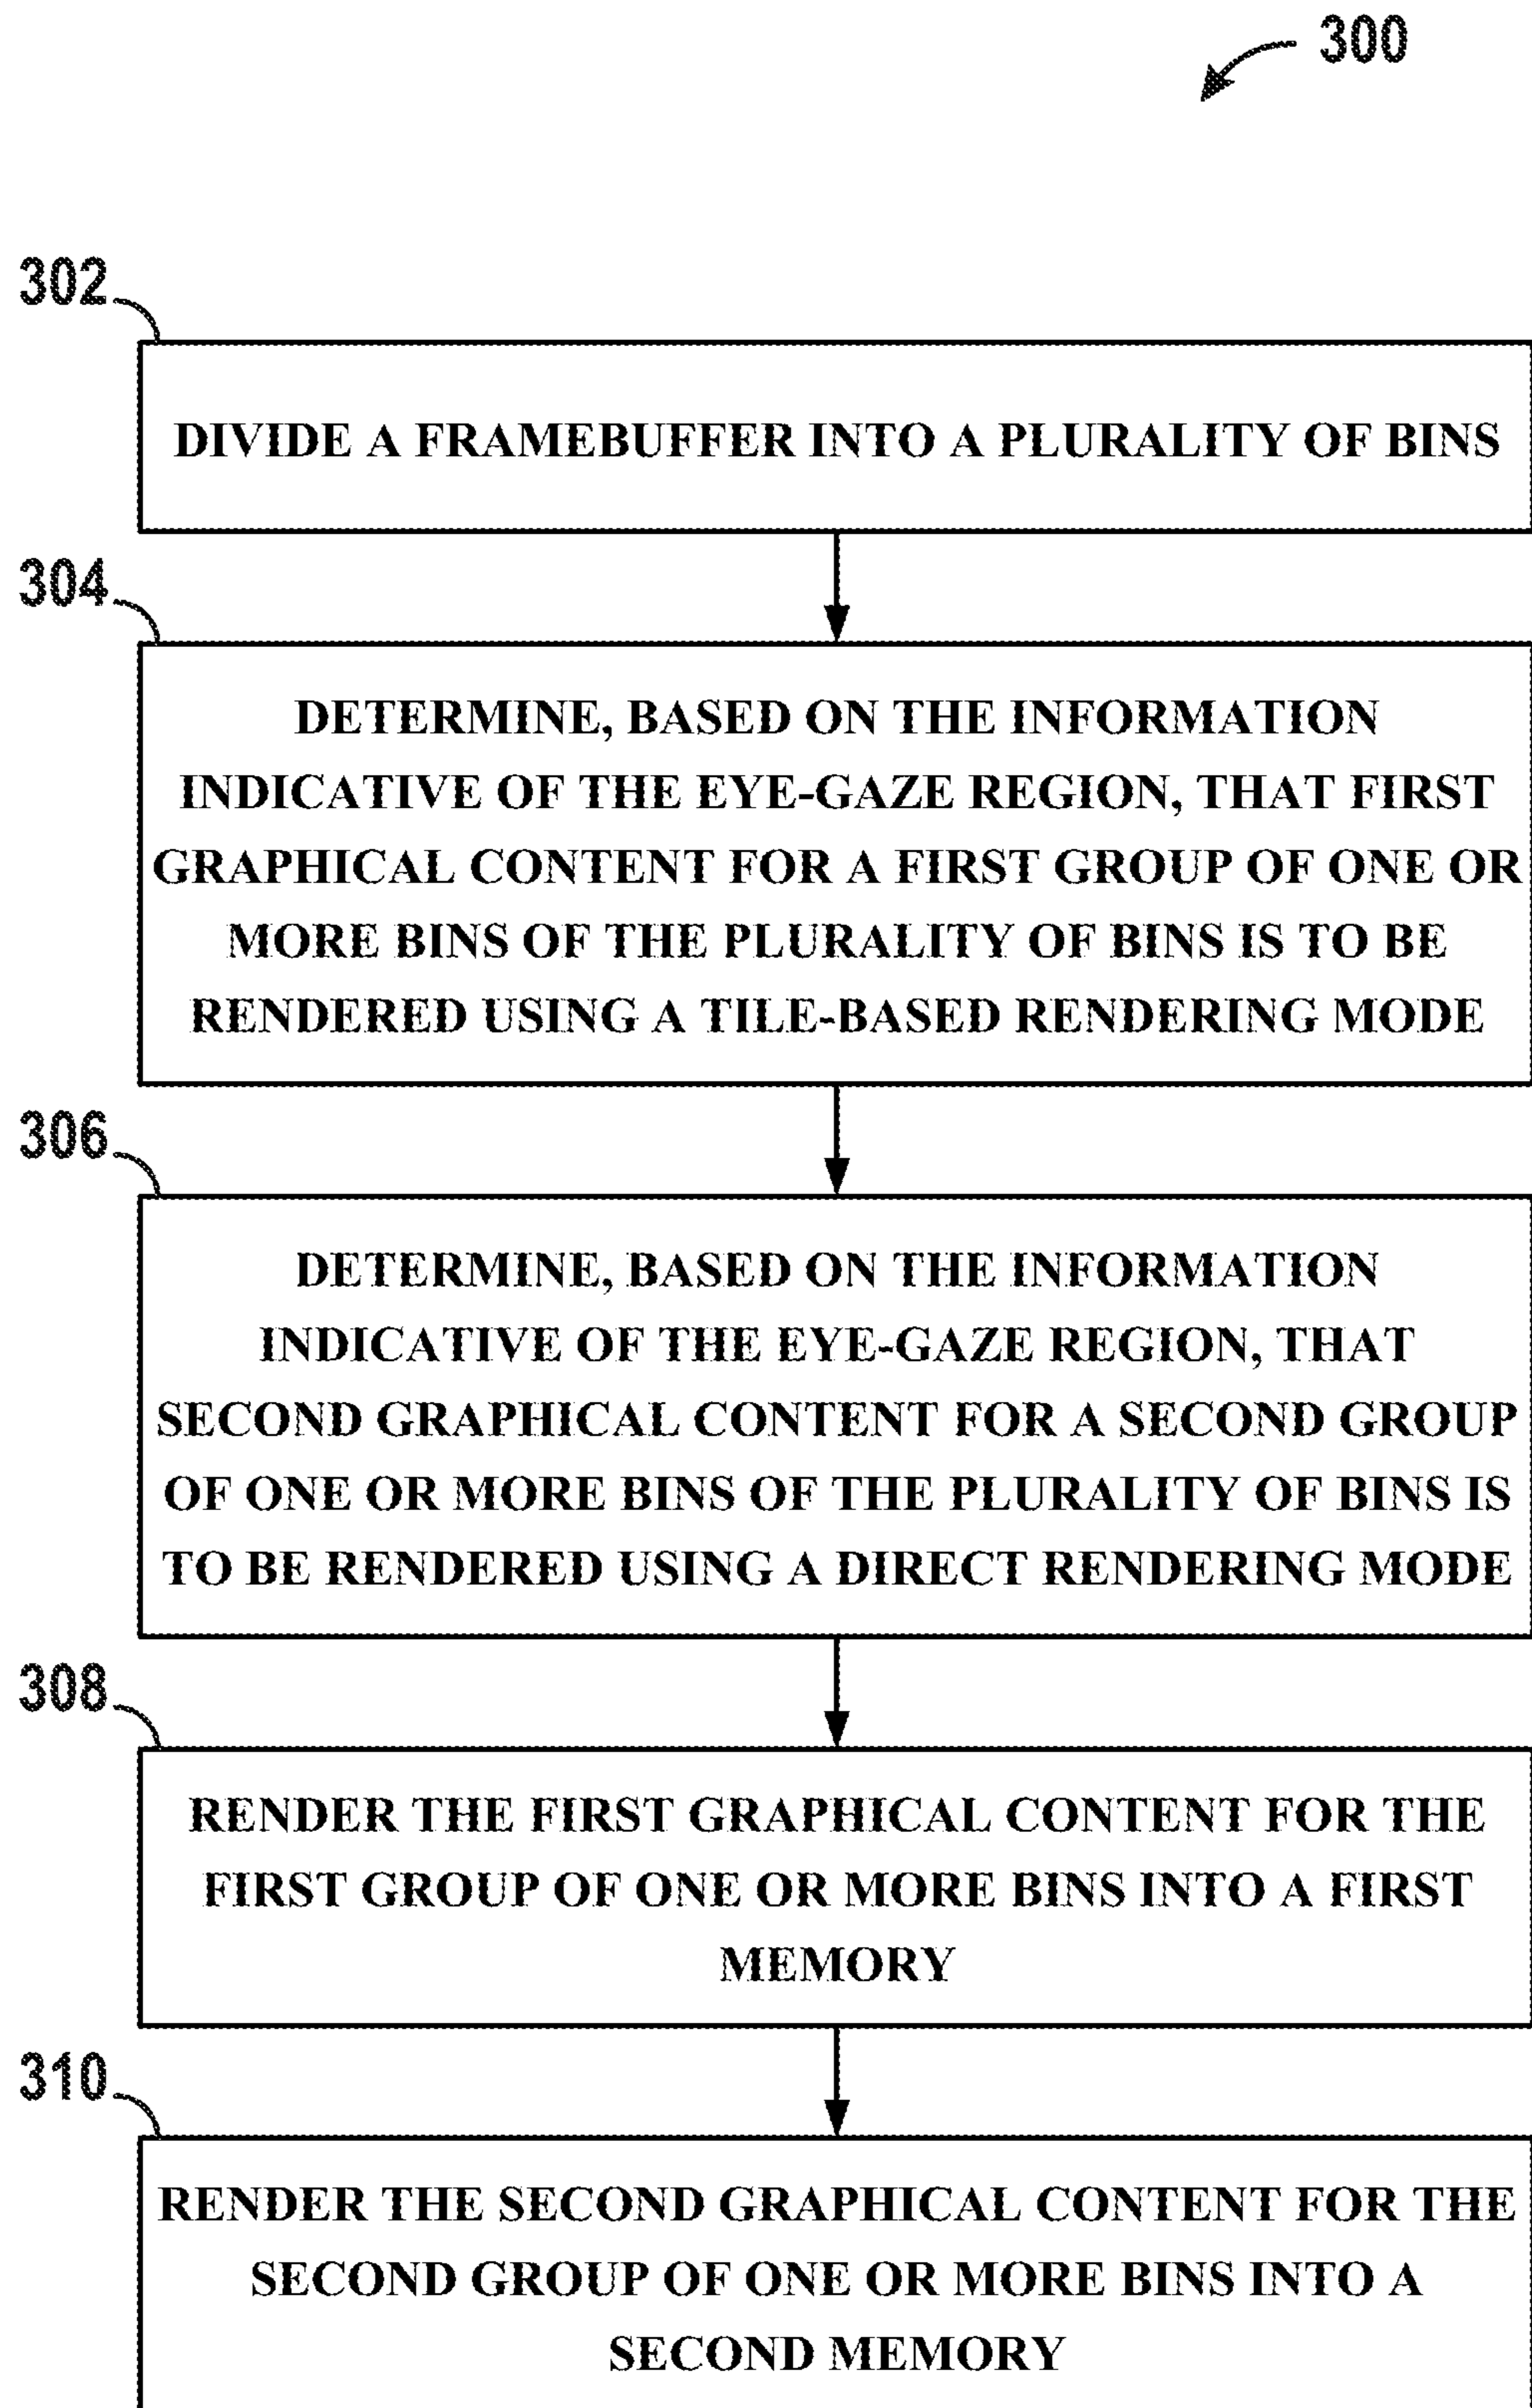 300
302
DIVIDE A FRAMEBUFFER INTO A PLURALITY OF BINS
304
DETERMINE, BASED ON THE INFORMATION
INDICATIVE OF THE EYE-GAZE REGION, THAT FIRST
GRAPHICAL CONTENT FOR A FIRST GROUP OF ONE OR
MORE BINS OF THE PLURALITY OF BINS IS TO BE
RENDERED USING A TILE-BASED RENDERING MODE
306
DETERMINE, BASED ON THE INFORMATION
INDICATIVE OF THE EYE-GAZE REGION, THAT
SECOND GRAPHICAL CONTENT FOR A SECOND GROUP
OF ONE OR MORE BINS OF THE PLURALITY OF BINS IS
TO BE RENDERED USING A DIRECT RENDERING MODE
308
RENDER THE FIRST GRAPHICAL CONTENT FOR THE
FIRST GROUP OF ONE OR MORE BINS INTO A FIRST
MEMORY
310
RENDER THE SECOND GRAPHICAL CONTENT FOR THE
SECOND GROUP OF ONE OR MORE BINS INTO A
SECOND MEMORY